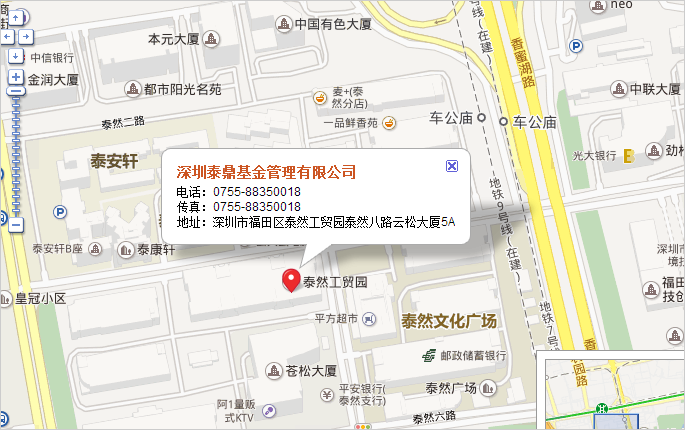 neo
中国有色大厦
本元大厦
香蜜湖路
中信银行
金润大厦
都市阳光名苑
中联大厦
麦+(泰
然分店)
泰然二路
一品鲜香苑
车公庙
车公庙
地铁9号线(在建)
光大银行
劲松
泰安轩
深圳泰鼎基金管理有限公司
电话：0755-88350018
传真：0755-88350018
地址：深圳市福田区泰然工贸园泰然八路云松大厦5A
泰安轩B座
泰康轩
深圳市
境技
泰然工贸园
皇冠小区
福田
技创
平方超市
泰然文化广场
地铁7号线
邮政储蓄银行
苍松大厦
泰然广场
平安银行(
泰然支行)
阿1量贩
式KTV
泰然六路